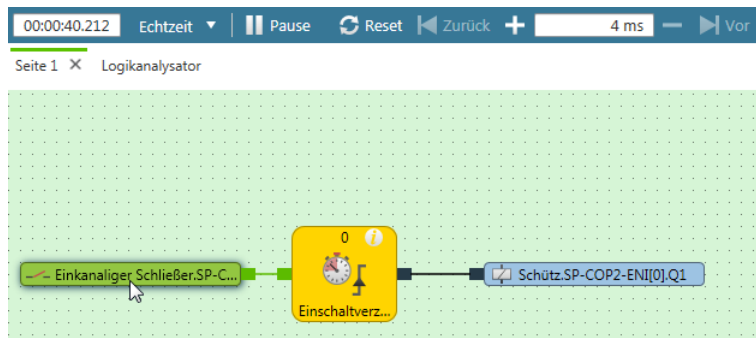 00:00:40.212 Echtzeit Pause Reset Zurück 4 ms Vor
Seite 1 Logikanalysator
0
Einkanaliger Schließer.SP-C... Schütz.SP-COP2-ENI[0].Q1
Einschaltverz...